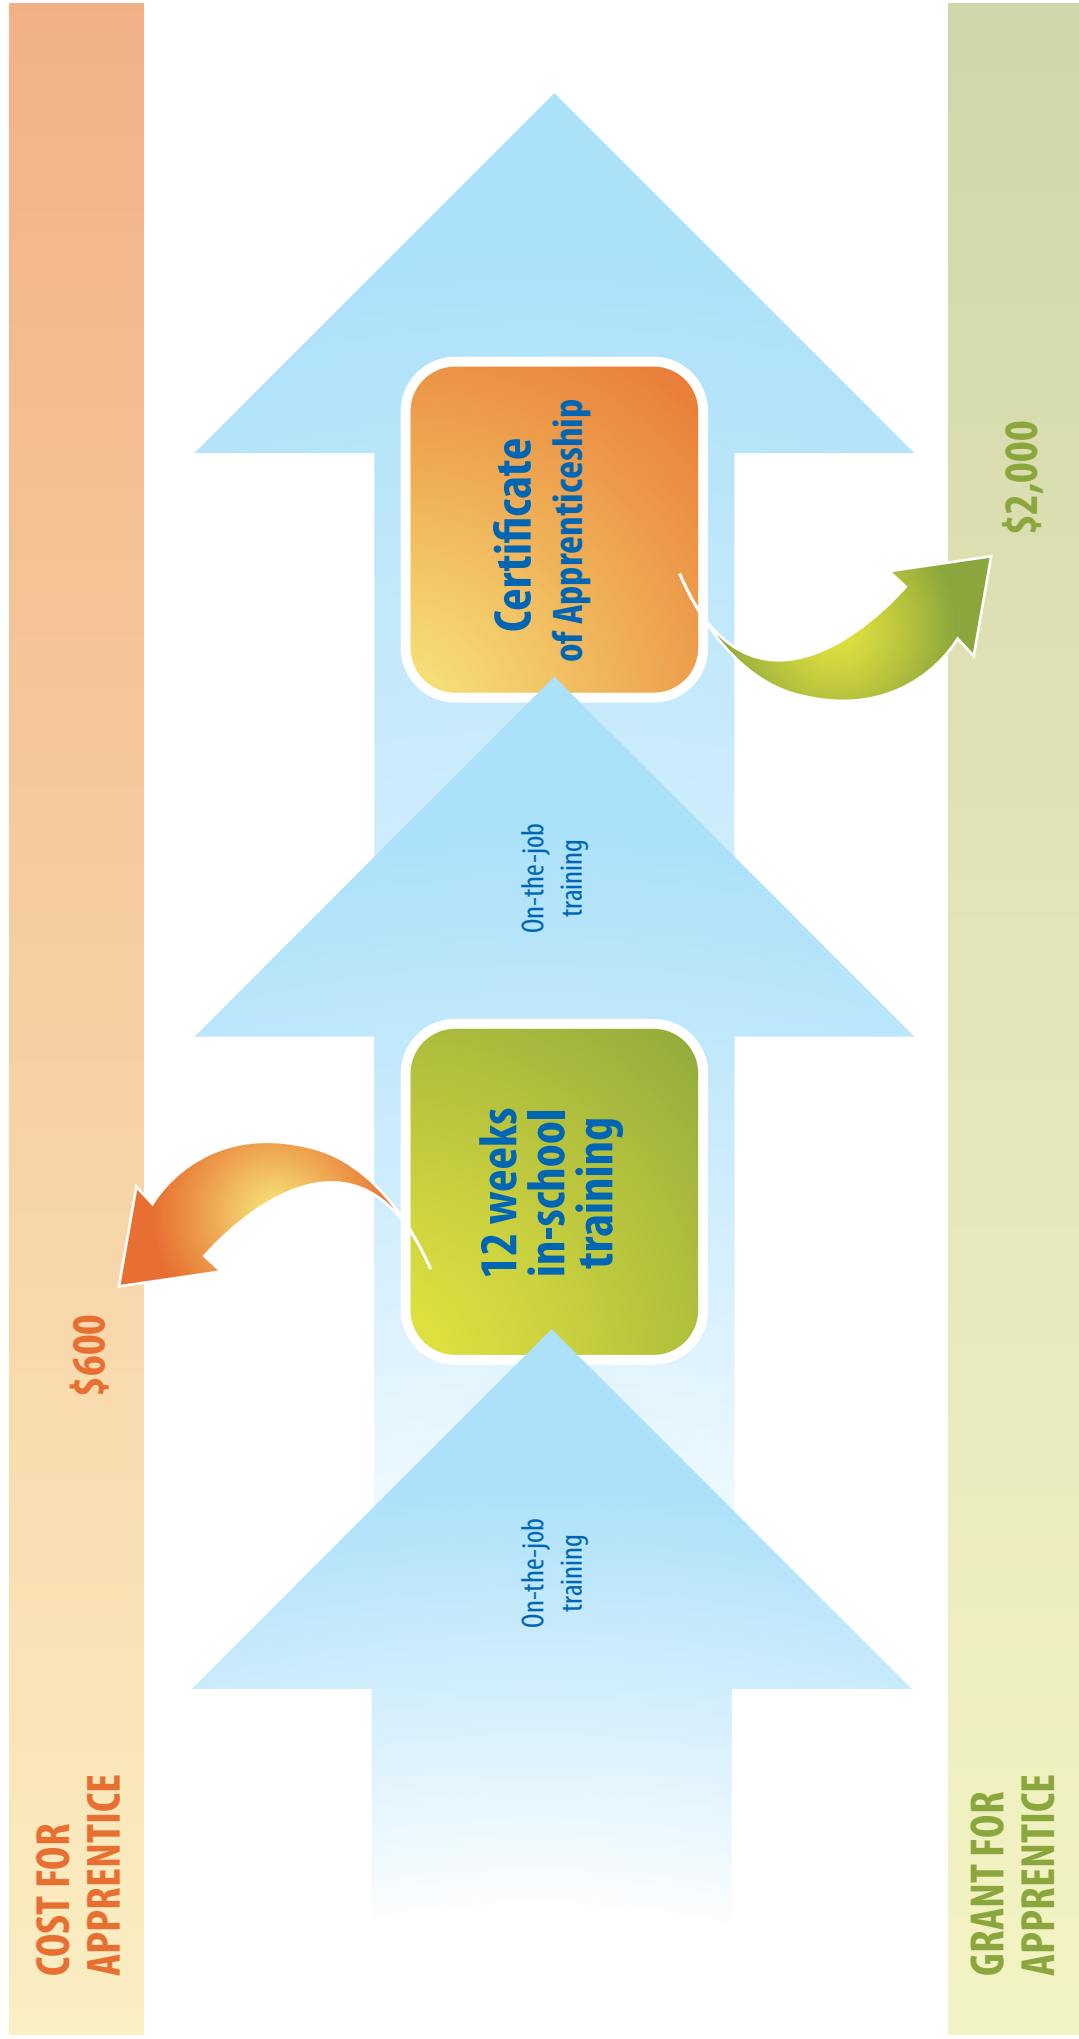 COST FOR
APPRENTICE
$600
On-the-job
training
12 weeks
in-school
training
On-the-job
training
Certificate
of Apprenticeship
GRANT FOR
APPRENTICE
$2,000